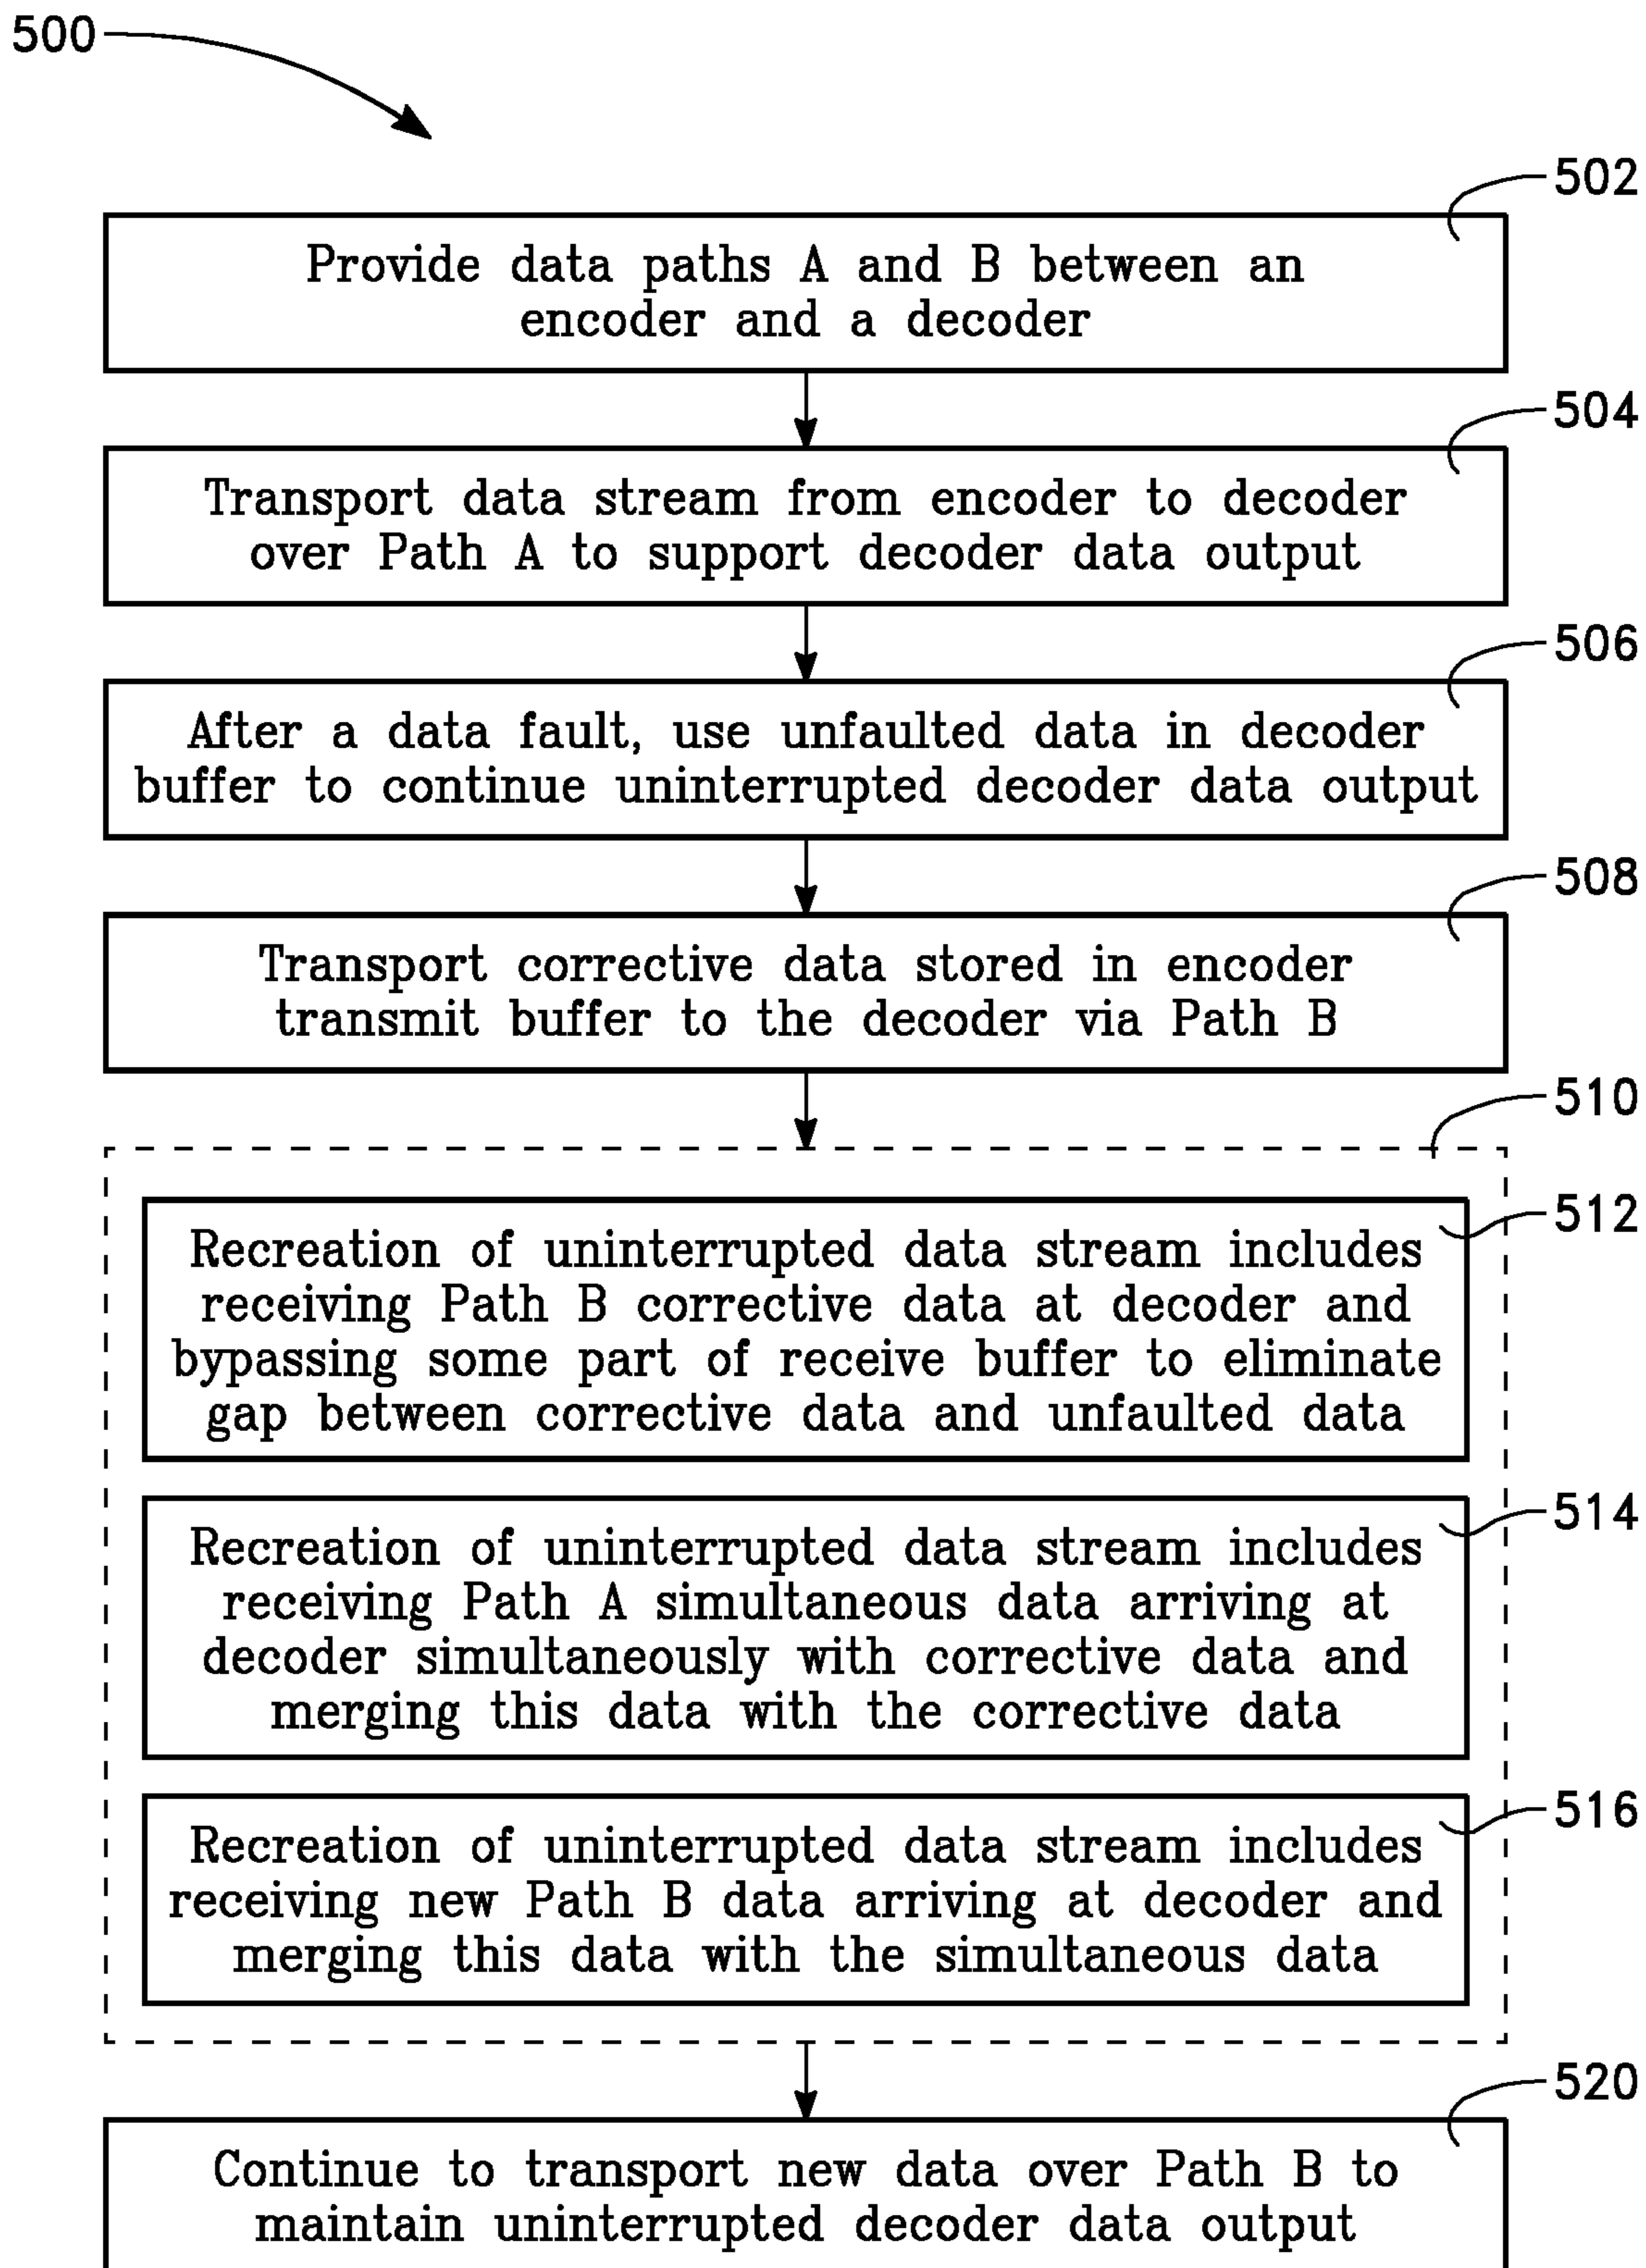 500
502
Provide data paths A and B between an
encoder and a decoder
504
Transport data stream from encoder to decoder
over Path A to support decoder data output
506
After a data fault, use unfaulted data in decoder
buffer to continue uninterrupted decoder data output
508
Transport corrective data stored in encoder
transmit buffer to the decoder via Path B
510
512
Recreation of uninterrupted data stream includes
receiving Path B corrective data at decoder and
bypassing some part of receive buffer to eliminate
gap between corrective data and unfaulted data
514
Recreation of uninterrupted data stream includes
receiving Path A simultaneous data arriving at
decoder simultaneously with corrective data and
merging this data with the corrective data
516
Recreation of uninterrupted data stream includes
receiving new Path B data arriving at decoder and
merging this data with the simultaneous data
520
Continue to transport new data over Path B to
maintain uninterrupted decoder data output